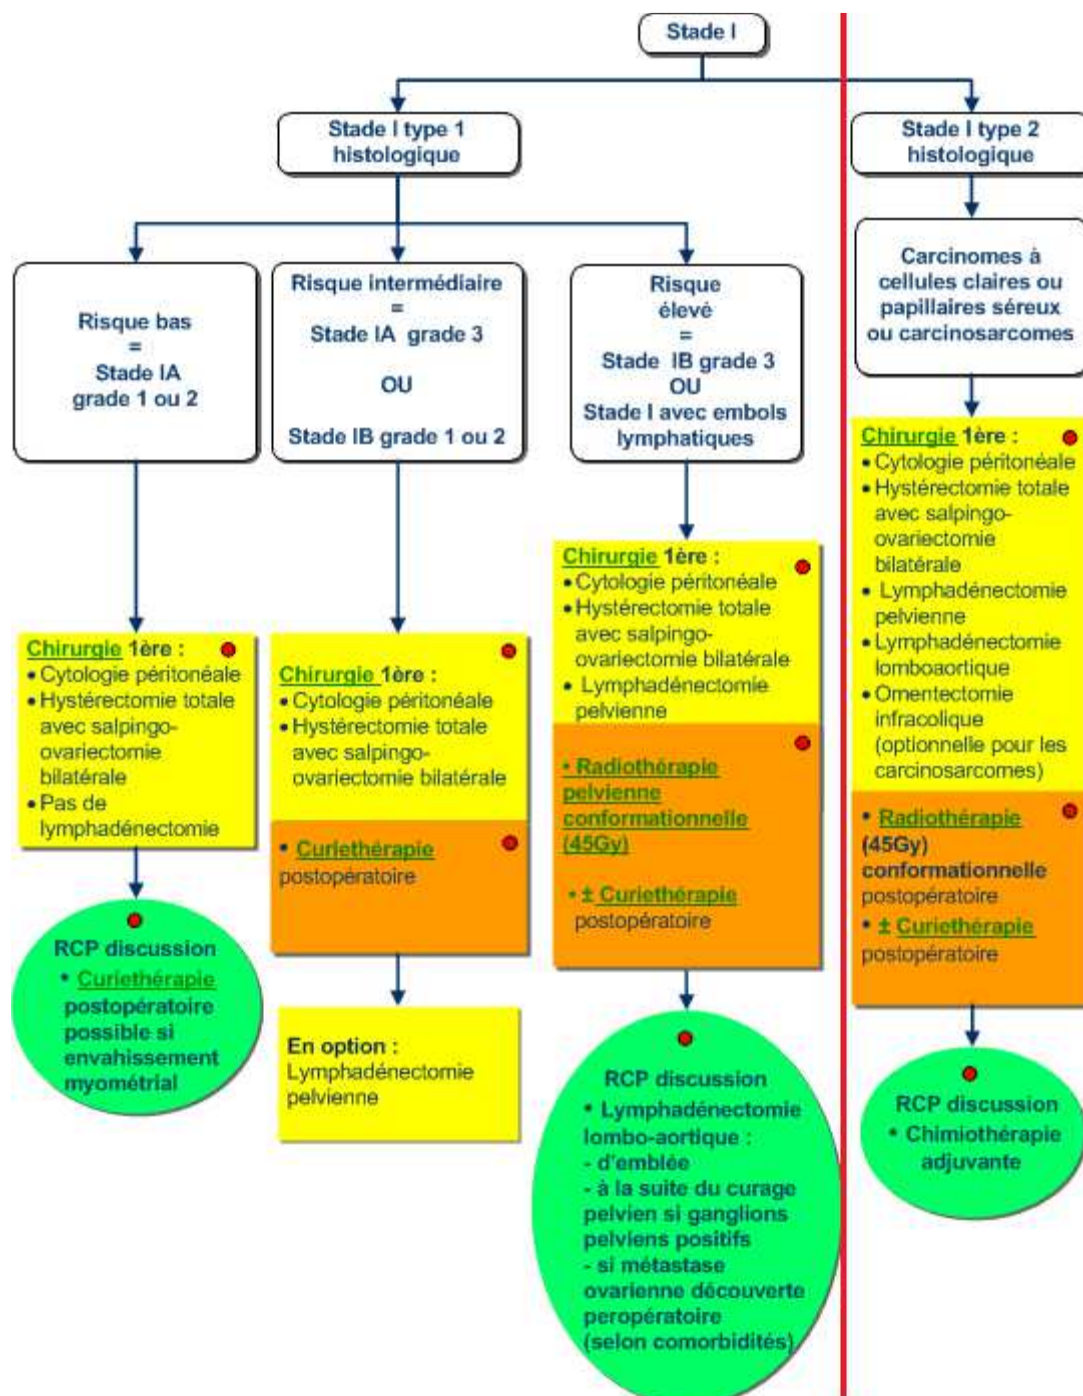 Stade I
Stade I type 1
histologique
Stade I type 2
histologique
Risque bas
=
Stade IA
grade 1 ou 2
Risque intermédiaire
=
Stade IA grade 3
OU
Stade IB grade 1 ou 2
Risque
élevé
=
Stade IB grade 3
OU
Stade I avec embols
lymphatiques
Carcinomes à
cellules claires ou
papillaires séreux
ou carcinosarcomes
Chirurgie 1ère :
• Cytologie péritonéale
• Hystérectomie totale
avec salpingo-
ovariectomie
bilatérale
• Pas de
lymphadénectomie
RCP discussion
• Curiethérapie
postopératoire
possible si
envahissement
myométrial
Chirurgie 1ère :
• Cytologie péritonéale
• Hystérectomie totale
avec salpingo-
ovariectomie bilatérale
• Curiethérapie
postopératoire
En option :
Lymphadénectomie
pelvienne
Chirurgie 1ère :
• Cytologie péritonéale
• Hystérectomie totale
avec salpingo-
ovariectomie bilatérale
• Lymphadénectomie
pelvienne
• Radiothérapie
pelvienne
conformationnelle
(45Gy)
• ± Curiethérapie
postopératoire
RCP discussion
• Lymphadénectomie
lombo-aortique :
- d'emblée
- à la suite du curage
pelvien si ganglions
pelviens positifs
- si métastase
ovarienne découverte
peropératoire
(selon comorbidités)
Chirurgie 1ère :
• Cytologie péritonéale
• Hystérectomie totale
avec salpingo-
ovariectomie
bilatérale
• Lymphadénectomie
pelvienne
• Lymphadénectomie
lomboaortique
• Omentectomie
infracolique
(optionnelle pour les
carcinosarcomes)
• Radiothérapie
(45Gy)
conformationnelle
postopératoire
• ± Curiethérapie
postopératoire
RCP discussion
• Chimiothérapie
adjuvante